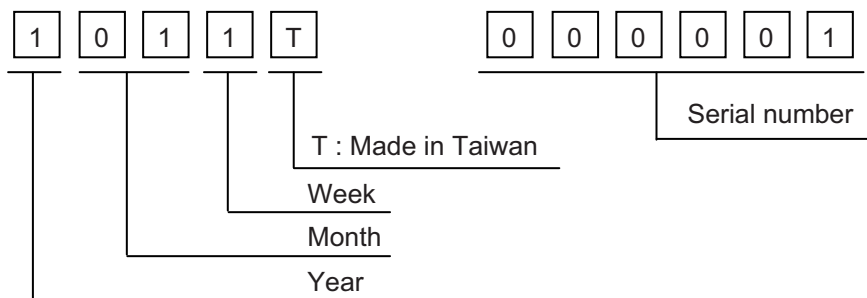 1 0 1 1 T 0 0 0 0 0 1
Serial number
T : Made in Taiwan
Week
Month
Year